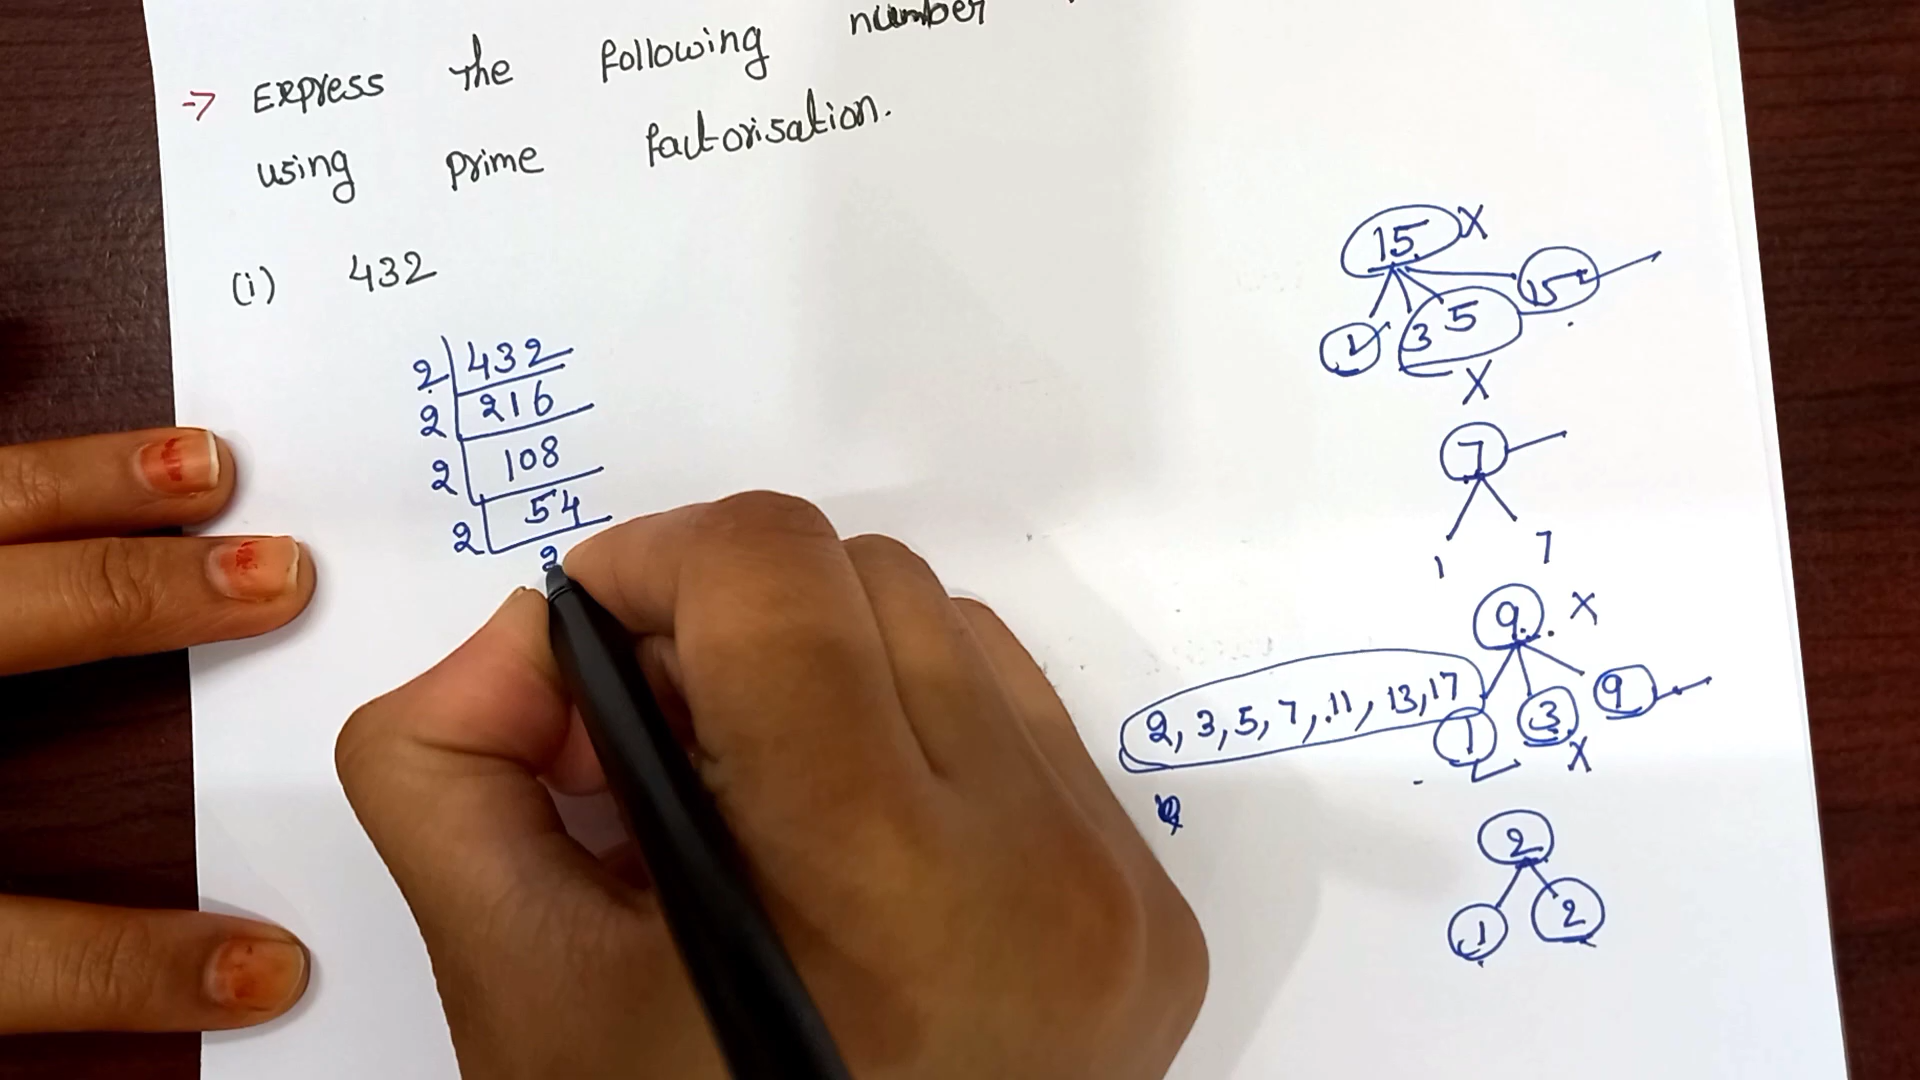 -> Express the following number
using prime factorisation.
(i) 432
2 | 432
2 | 216
2 | 108
2 | 54
2
15 X
1 3 5 15
X
7
1 7
9 X
1 3 9
X
2, 3, 5, 7, 11, 13, 17
2
1 2